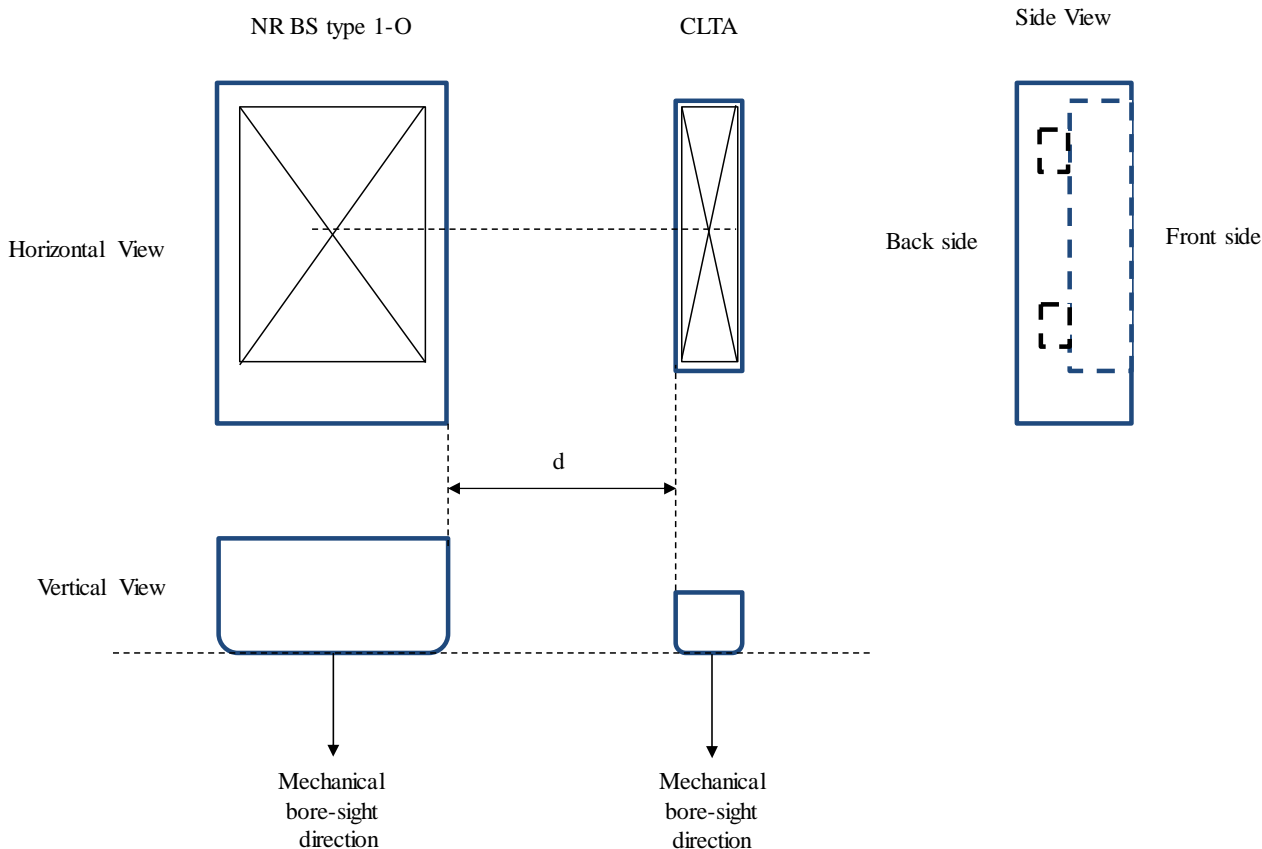 NR BS type 1-O
CLTA
Side View
Horizontal View
Back side
Front side
d
Vertical View
Mechanical
bore-sight
direction
Mechanical
bore-sight
direction